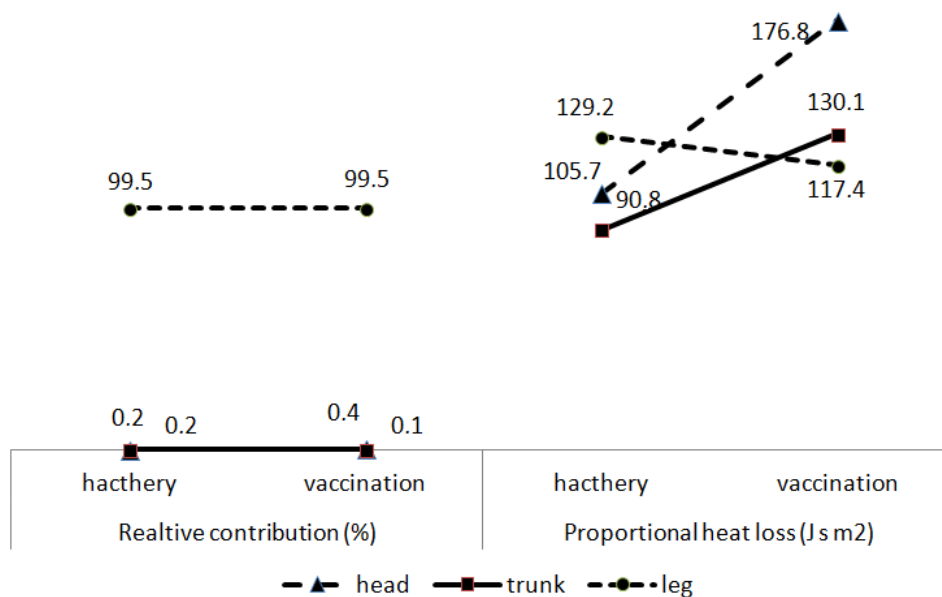 176.8
129.2
130.1
105.7
90.8
117.4
99.5
99.5
0.2
0.2
0.4
0.1
hacthery
vaccination
hacthery
vaccination
Realtive contribution (%)
Proportional heat loss (J s m2)
head
trunk
leg